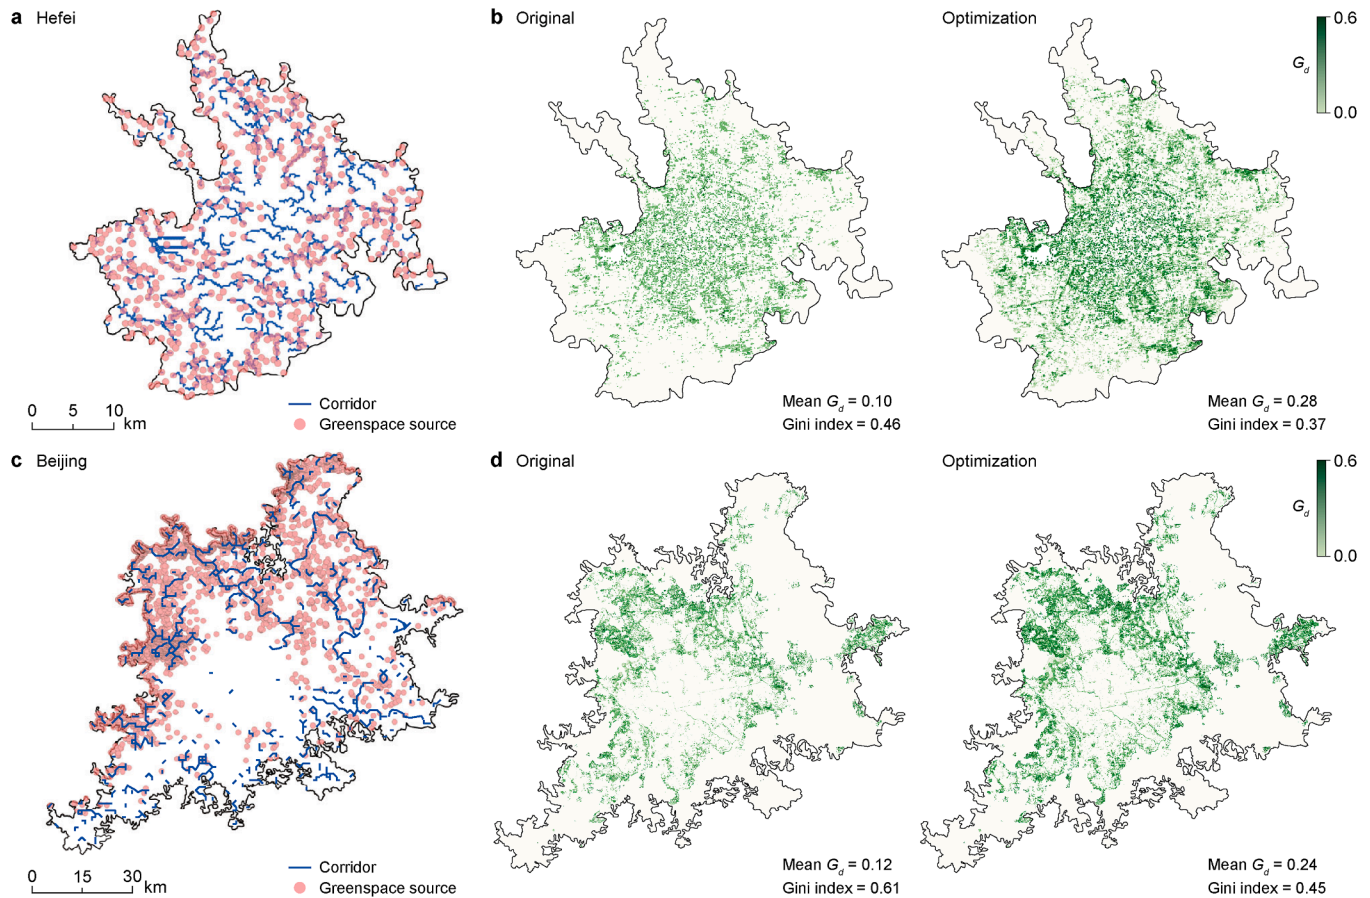 a Hefei
b Original
Optimization
0.6
G_d
0.0
0 5 10 km
Corridor
Greenspace source
Mean G_d = 0.10
Gini index = 0.46
Mean G_d = 0.28
Gini index = 0.37
c Beijing
d Original
Optimization
0.6
G_d
0.0
0 15 30 km
Corridor
Greenspace source
Mean G_d = 0.12
Gini index = 0.61
Mean G_d = 0.24
Gini index = 0.45